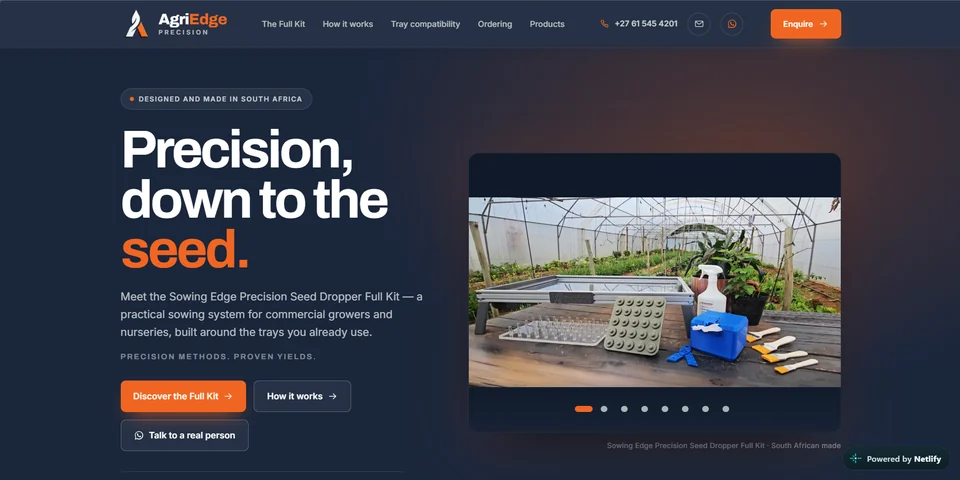 AgriEdge
PRECISION
The Full Kit
How it works
Tray compatibility
Ordering
Products
+27 61 545 4201
Enquire →
DESIGNED AND MADE IN SOUTH AFRICA
Precision,
down to the
seed.
Meet the Sowing Edge Precision Seed Dropper Full Kit — a
practical sowing system for commercial growers and
nurseries, built around the trays you already use.
PRECISION METHODS. PROVEN YIELDS.
Discover the Full Kit →
How it works →
Talk to a real person
Sowing Edge Precision Seed Dropper Full Kit · South African made
Powered by Netlify